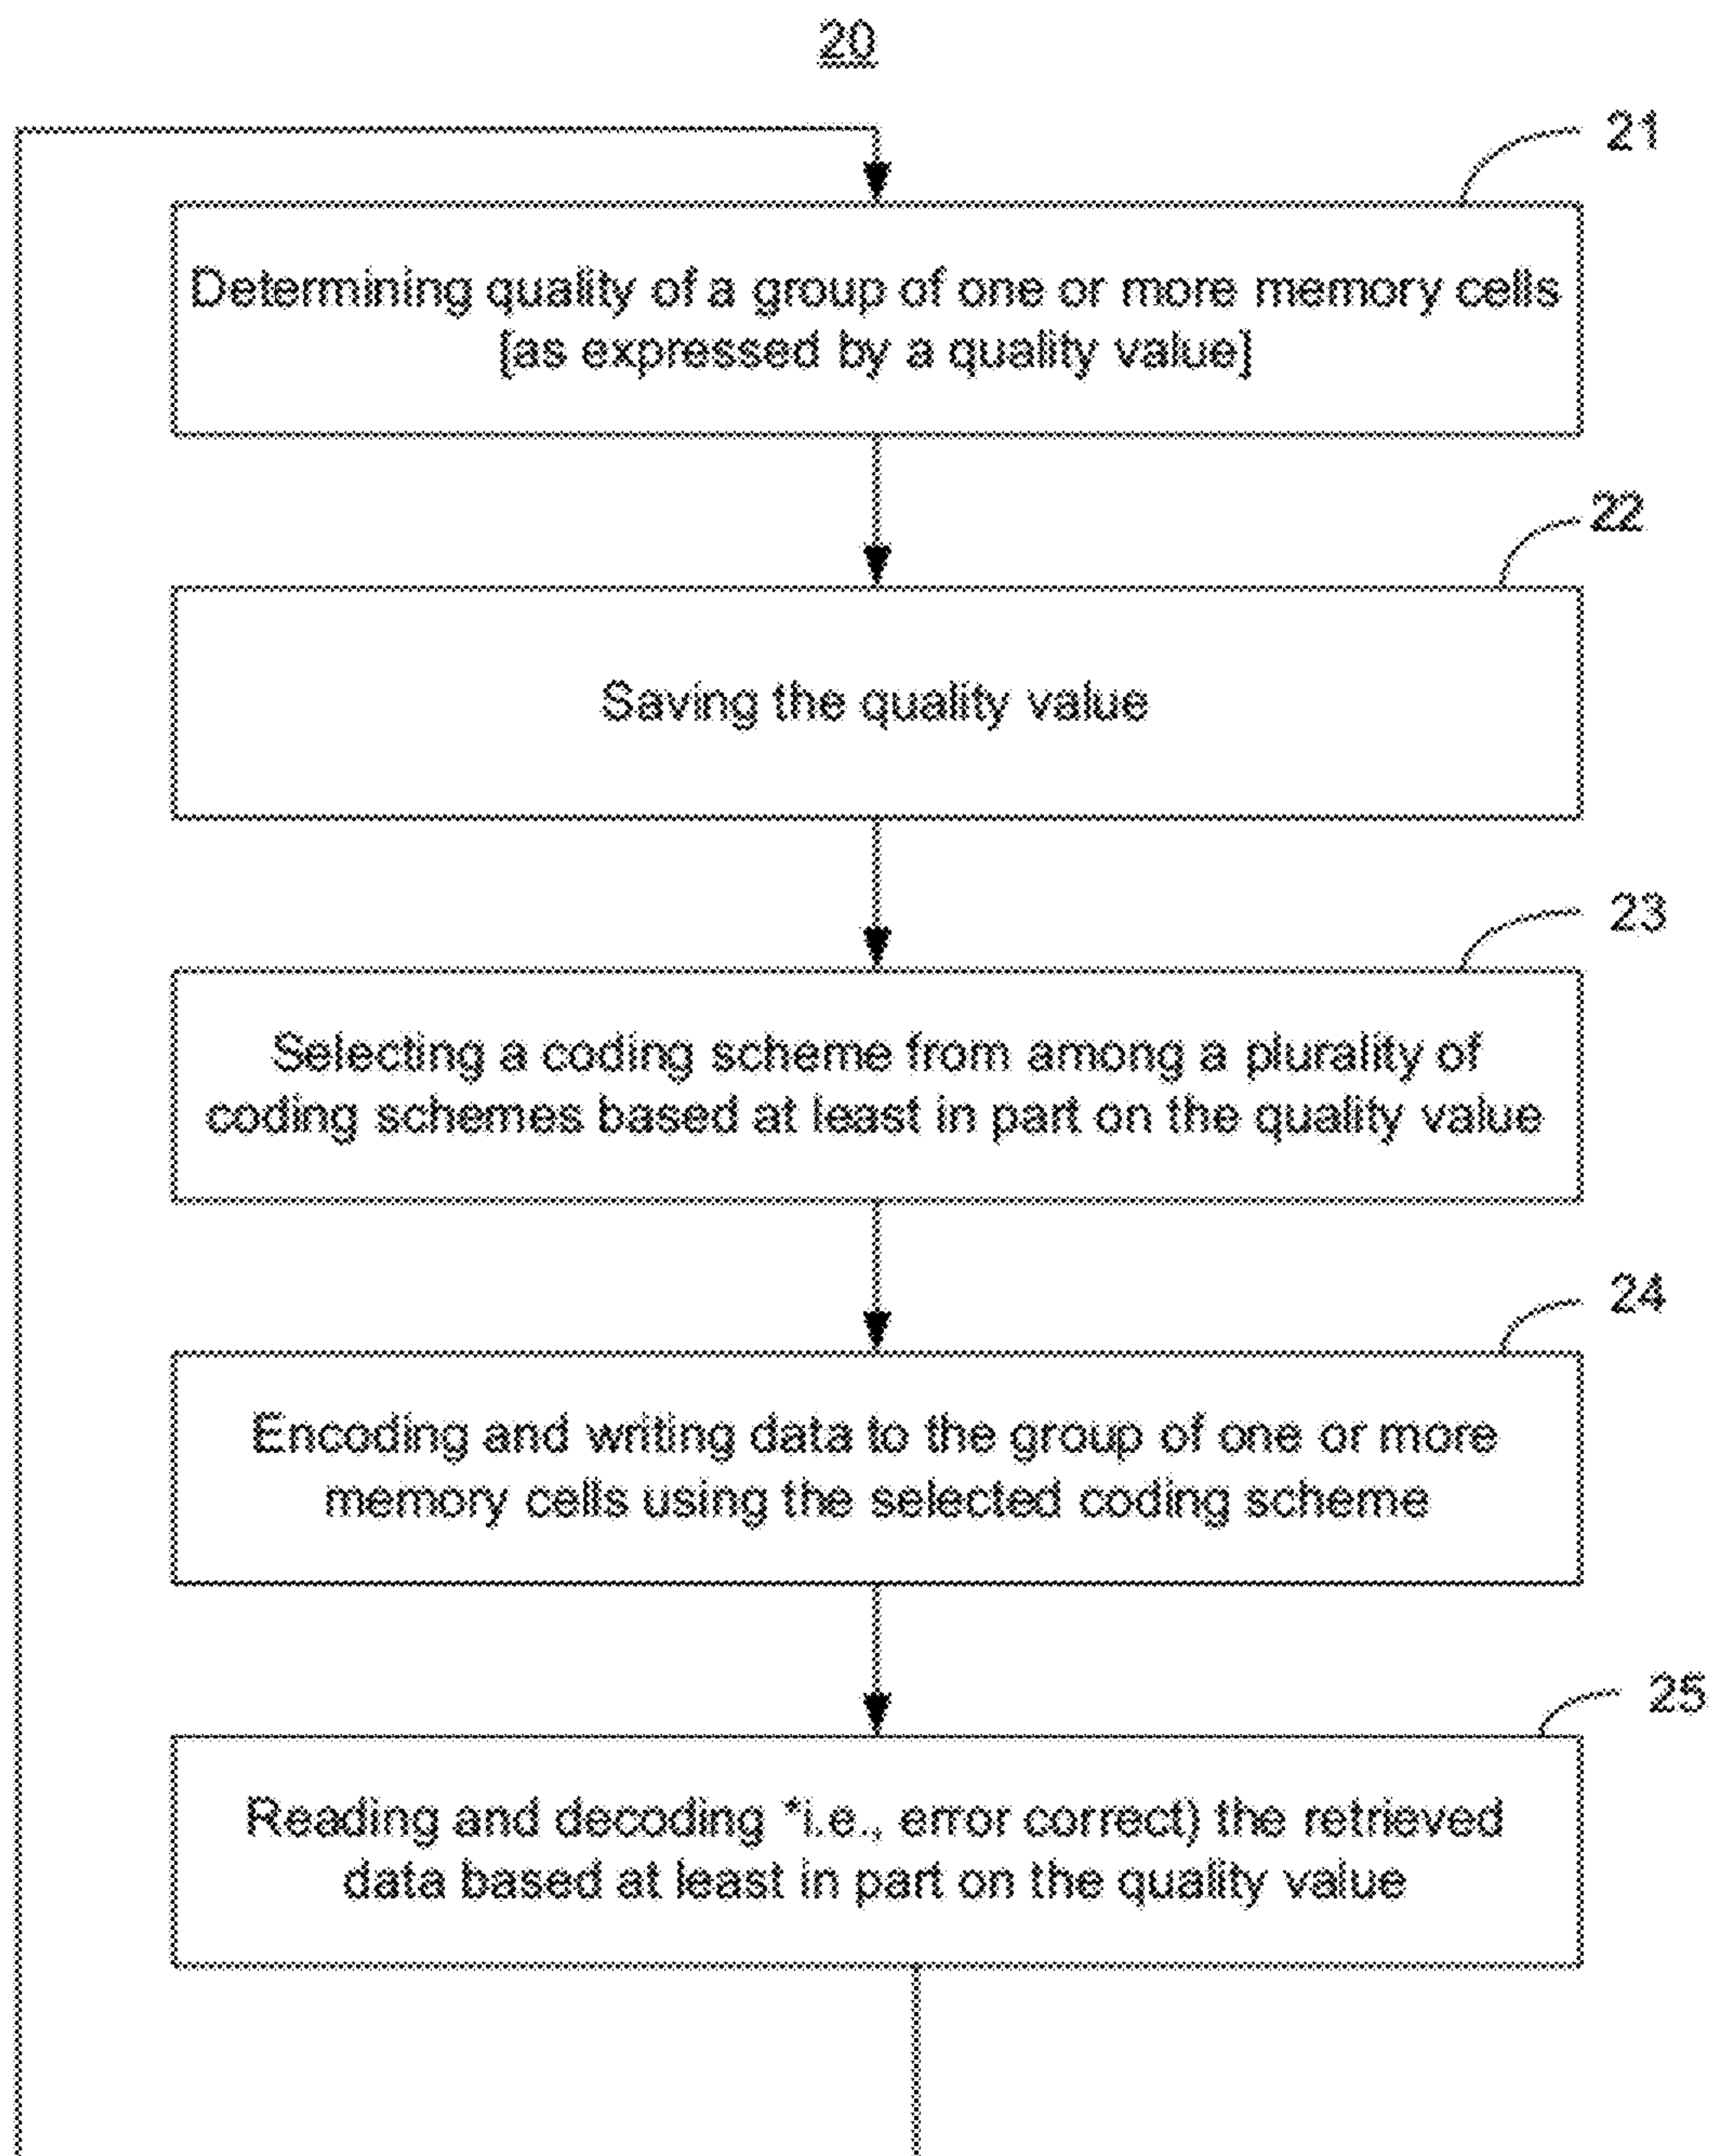 20
21
Determining quality of a group of one or more memory cells
[as expressed by a quality value]
22
Saving the quality value
23
Selecting a coding scheme from among a plurality of
coding schemes based at least in part on the quality value
24
Encoding and writing data to the group of one or more
memory cells using the selected coding scheme
25
Reading and decoding *i.e., error correct) the retrieved
data based at least in part on the quality value